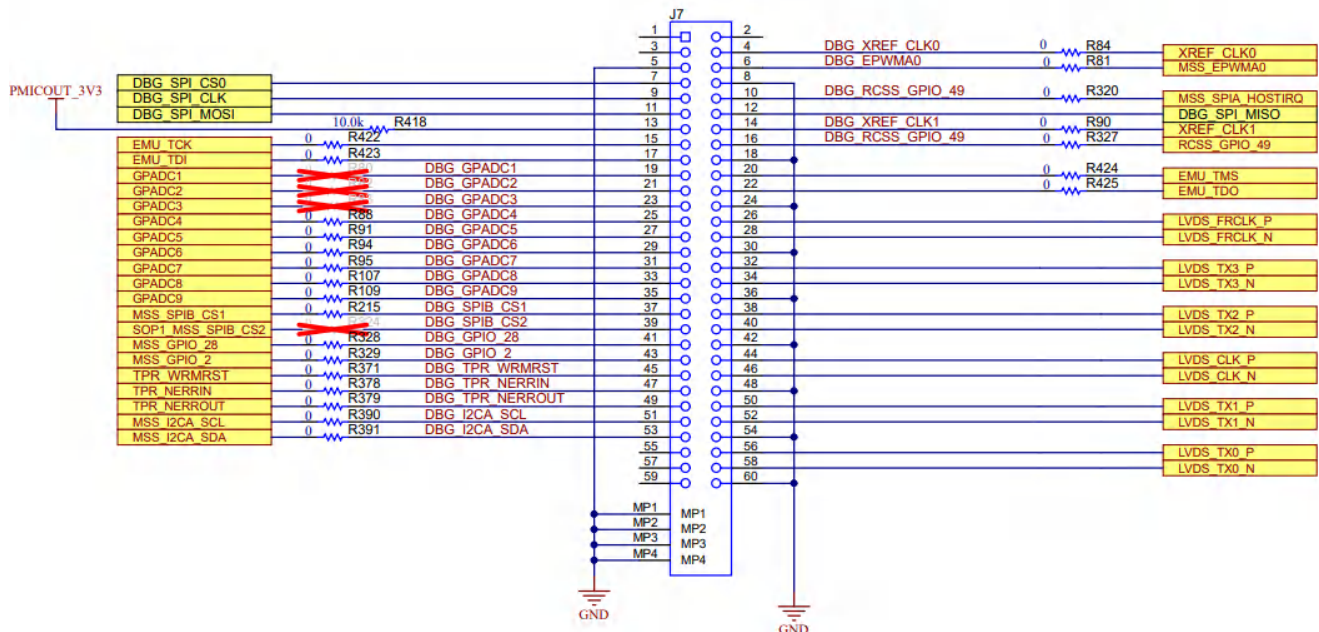 J7
1 2
3 4 DBG_XREF_CLK0 0 R84 XREF_CLK0
5 6 DBG_EPWMA0 0 R81 MSS_EPWMA0
PMICOUT_3V3
DBG_SPI_CS0 7 8
DBG_SPI_CLK 9 10 DBG_RCSS_GPIO_49 0 R320 MSS_SPIA_HOSTIRQ
DBG_SPI_MOSI 11 12 DBG_SPI_MISO
10.0k R418 13 14 DBG_XREF_CLK1 0 R90 XREF_CLK1
EMU_TCK 0 R422 15 16 DBG_RCSS_GPIO_49 0 R327 RCSS_GPIO_49
EMU_TDI 0 R423 17 18
GPADC1 DBG_GPADC1 19 20 0 R424 EMU_TMS
GPADC2 DBG_GPADC2 21 22 0 R425 EMU_TDO
GPADC3 DBG_GPADC3 23 24
GPADC4 0 R88 DBG_GPADC4 25 26 LVDS_FRCLK_P
GPADC5 0 R91 DBG_GPADC5 27 28 LVDS_FRCLK_N
GPADC6 0 R94 DBG_GPADC6 29 30
GPADC7 0 R95 DBG_GPADC7 31 32 LVDS_TX3_P
GPADC8 0 R107 DBG_GPADC8 33 34 LVDS_TX3_N
GPADC9 0 R109 DBG_GPADC9 35 36
MSS_SPIB_CS1 0 R215 DBG_SPIB_CS1 37 38 LVDS_TX2_P
SOP1_MSS_SPIB_CS2 DBG_SPIB_CS2 39 40 LVDS_TX2_N
MSS_GPIO_28 0 R328 DBG_GPIO_28 41 42
MSS_GPIO_2 0 R329 DBG_GPIO_2 43 44 LVDS_CLK_P
TPR_WRMRST 0 R371 DBG_TPR_WRMRST 45 46 LVDS_CLK_N
TPR_NERRIN 0 R378 DBG_TPR_NERRIN 47 48
TPR_NERROUT 0 R379 DBG_TPR_NERROUT 49 50 LVDS_TX1_P
MSS_I2CA_SCL 0 R390 DBG_I2CA_SCL 51 52 LVDS_TX1_N
MSS_I2CA_SDA 0 R391 DBG_I2CA_SDA 53 54
55 56 LVDS_TX0_P
57 58 LVDS_TX0_N
59 60
MP1 MP1
MP2 MP2
MP3 MP3
MP4 MP4
GND
GND